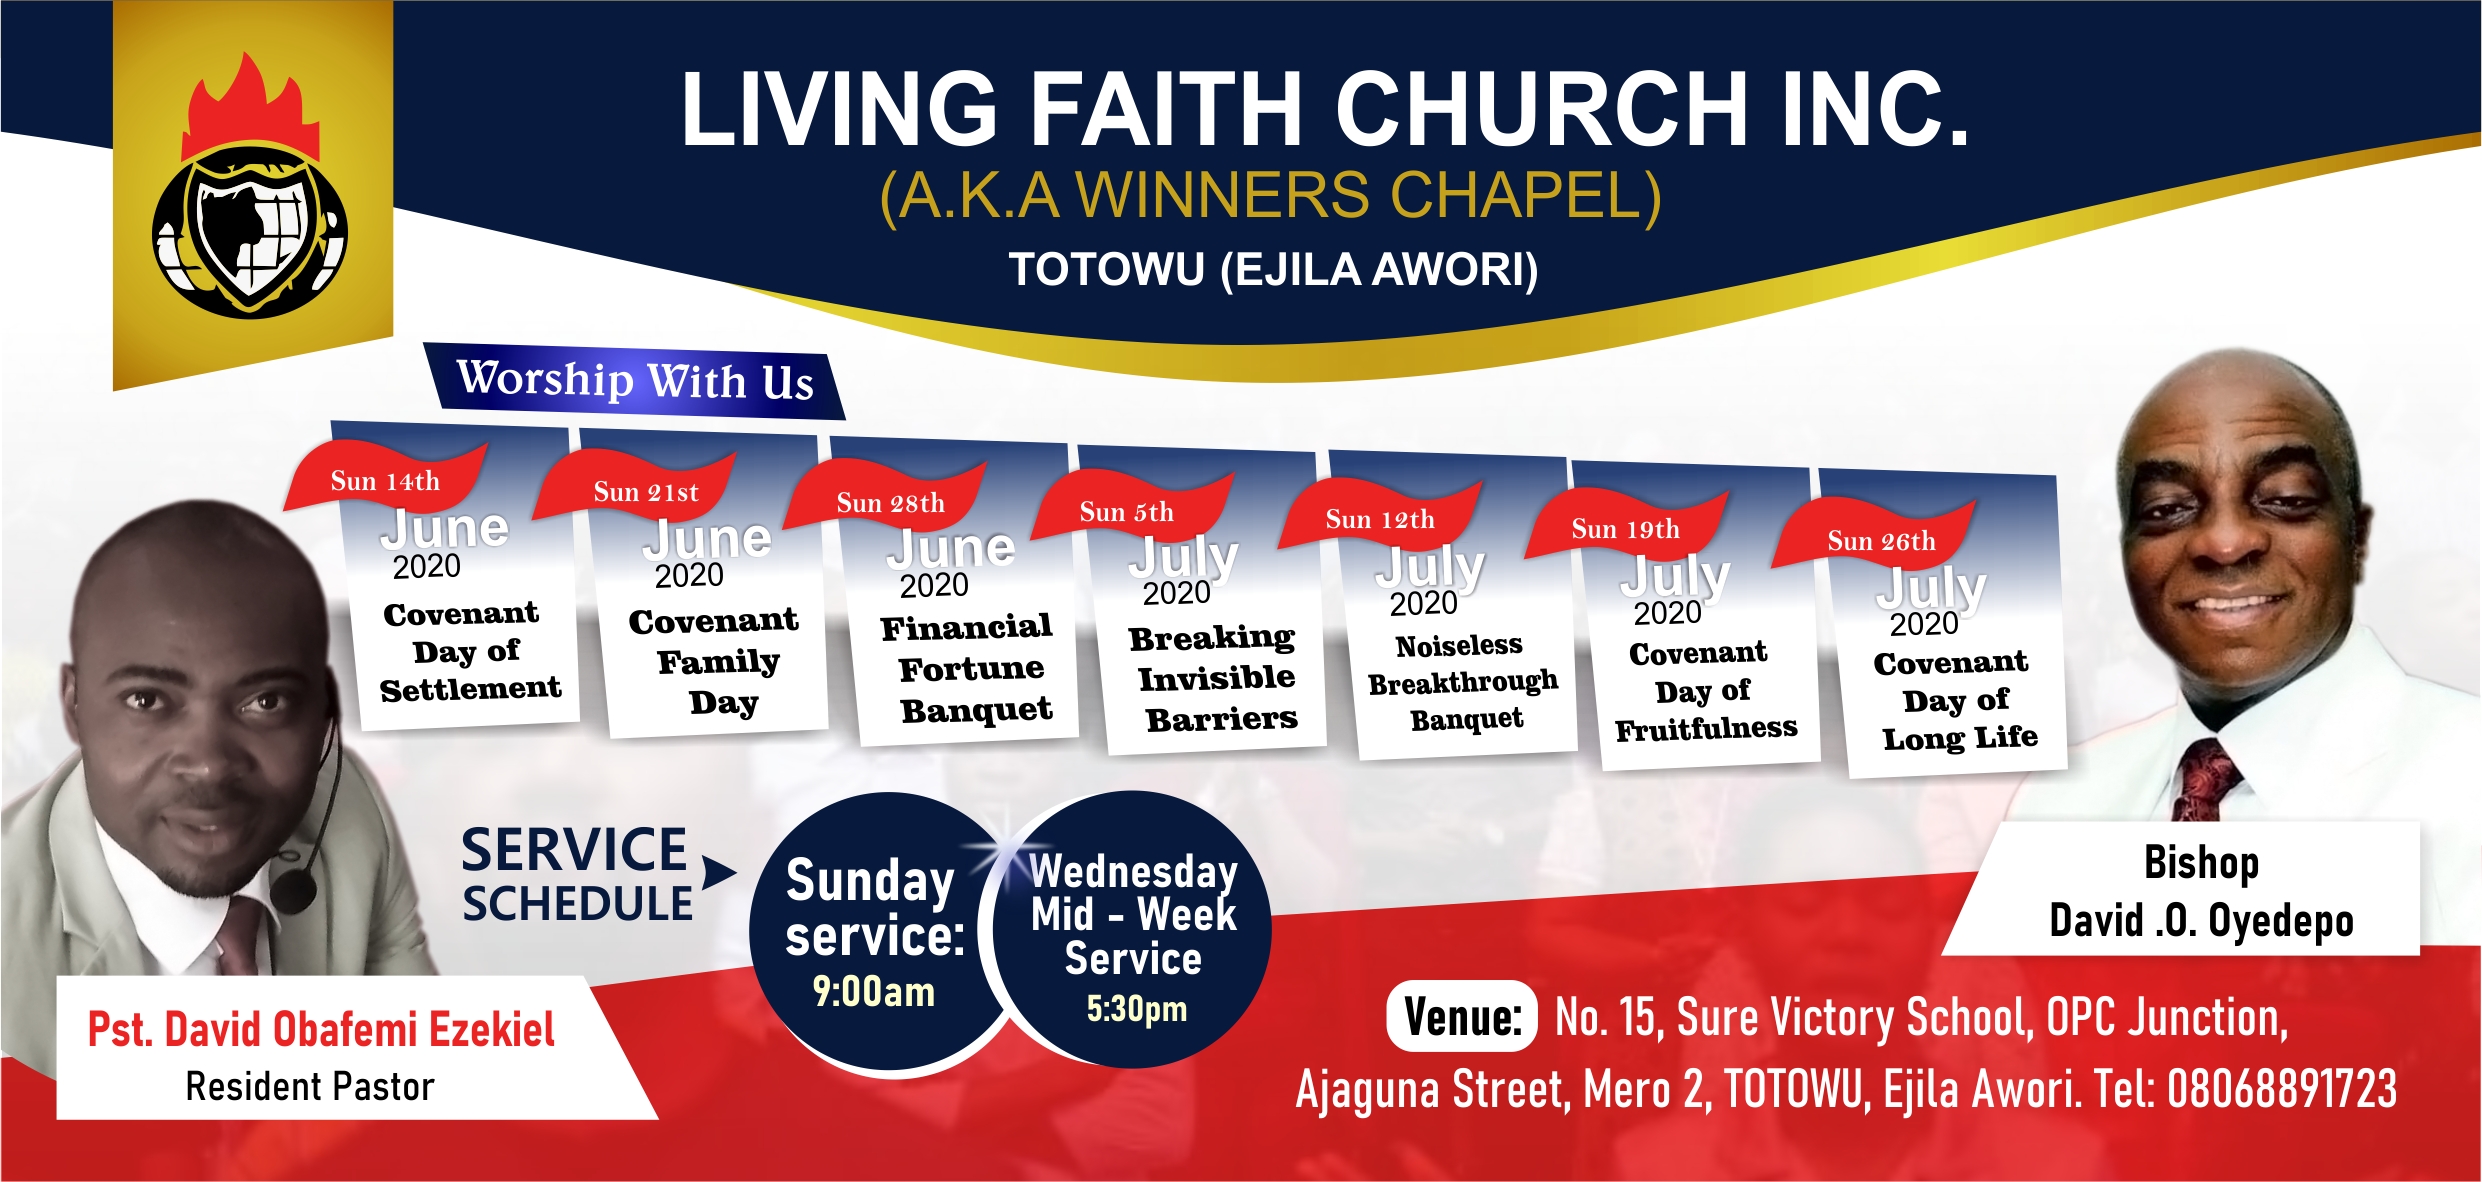 LIVING FAITH CHURCH INC.
(A.K.A WINNERS CHAPEL)
TOTOWU (EJILA AWORI)
Worship With Us
Sun 14th
June
2020
Covenant
Day of
Settlement
Sun 21st
June
2020
Covenant
Family
Day
Sun 28th
June
2020
Financial
Fortune
Banquet
Sun 5th
July
2020
Breaking
Invisible
Barriers
Sun 12th
July
2020
Noiseless
Breakthrough
Banquet
Sun 19th
July
2020
Covenant
Day of
Fruitfulness
Sun 26th
July
2020
Covenant
Day of
Long Life
SERVICE
SCHEDULE
Sunday
service:
9:00am
Wednesday
Mid - Week
Service
5:30pm
Bishop
David .O. Oyedepo
Pst. David Obafemi Ezekiel
Resident Pastor
Venue: No. 15, Sure Victory School, OPC Junction,
Ajaguna Street, Mero 2, TOTOWU, Ejila Awori. Tel: 08068891723